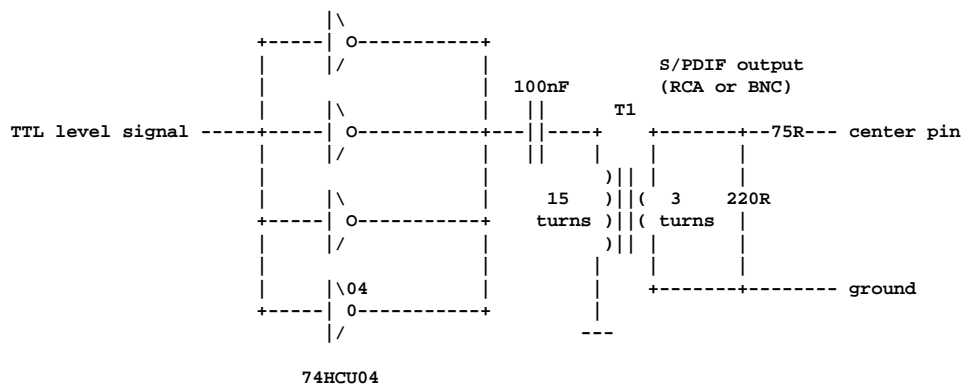 S/PDIF output
100nF (RCA or BNC)
T1
TTL level signal 75R center pin
15 3 220R
turns turns
04
ground
74HCU04